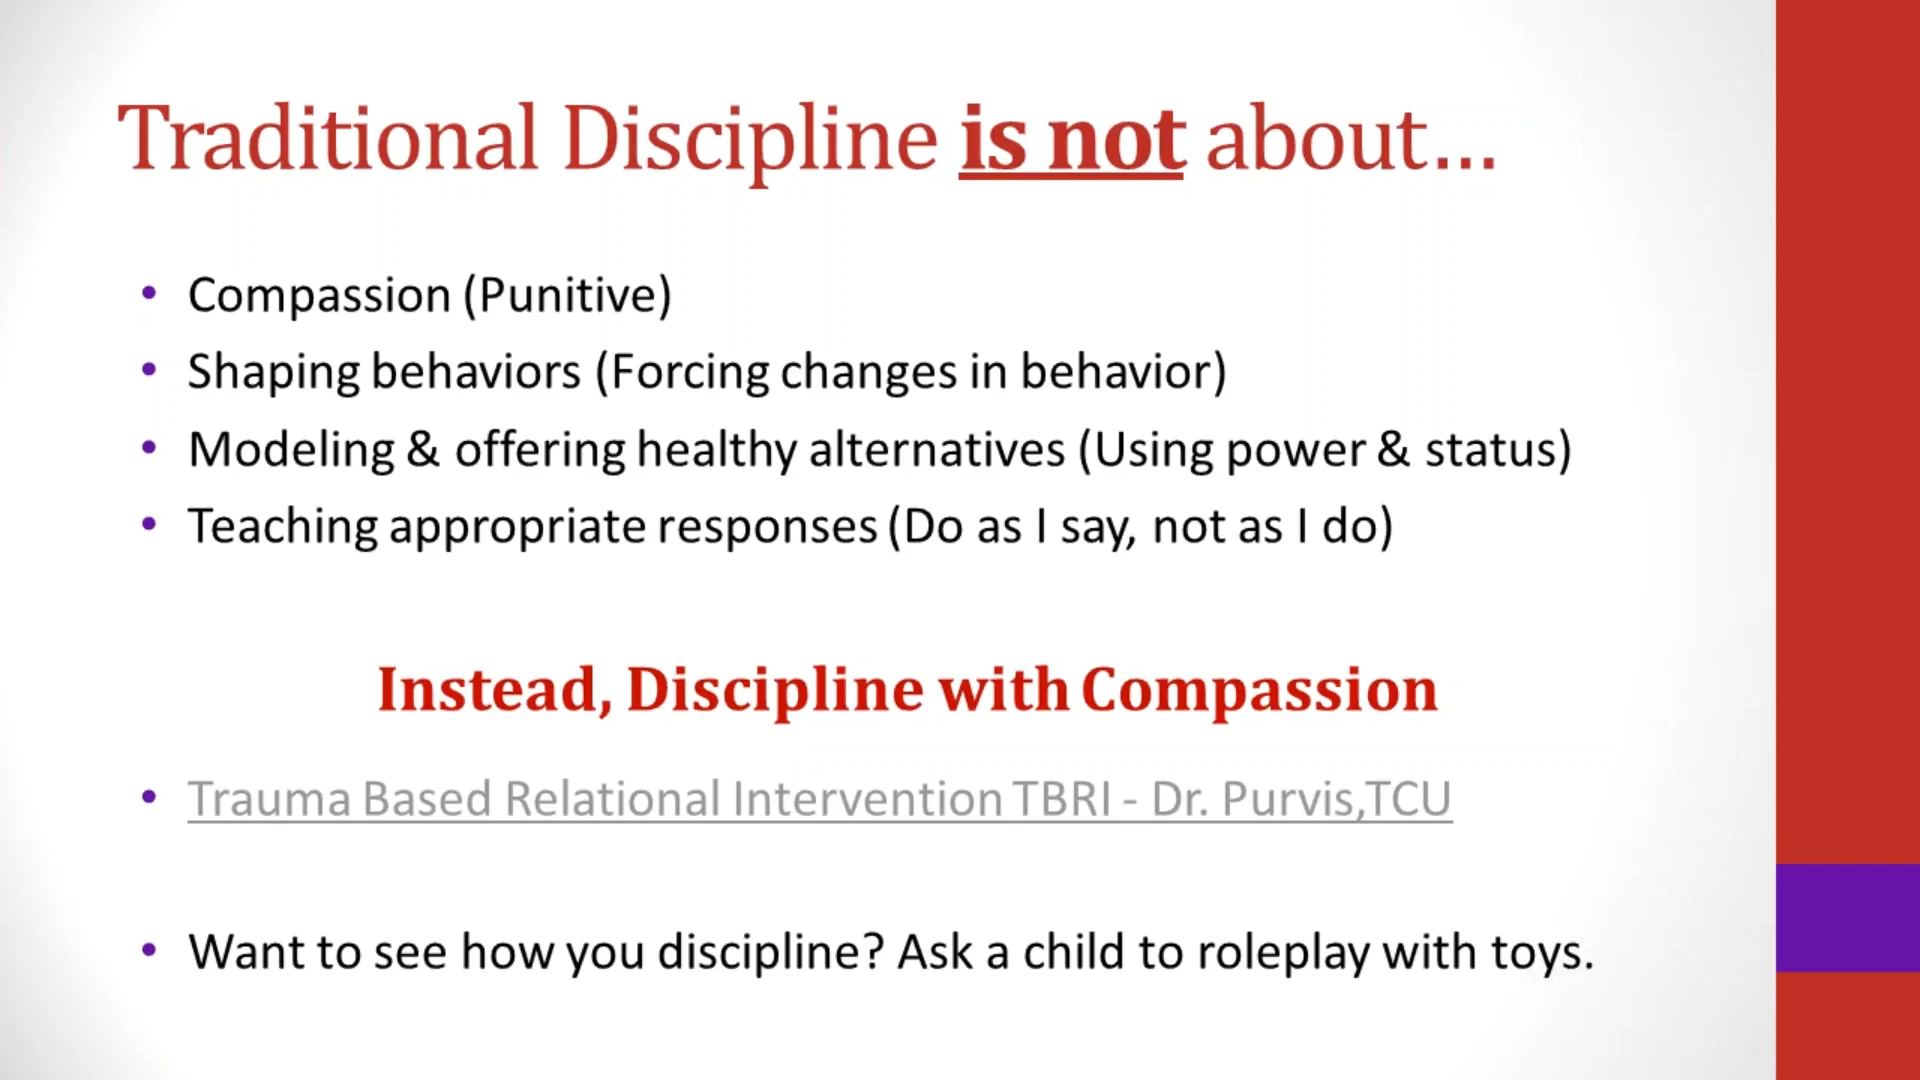 Traditional Discipline is not about...
• Compassion (Punitive)
• Shaping behaviors (Forcing changes in behavior)
• Modeling & offering healthy alternatives (Using power & status)
• Teaching appropriate responses (Do as I say, not as I do)
Instead, Discipline with Compassion
• Trauma Based Relational Intervention TBRI - Dr. Purvis,TCU
• Want to see how you discipline? Ask a child to roleplay with toys.